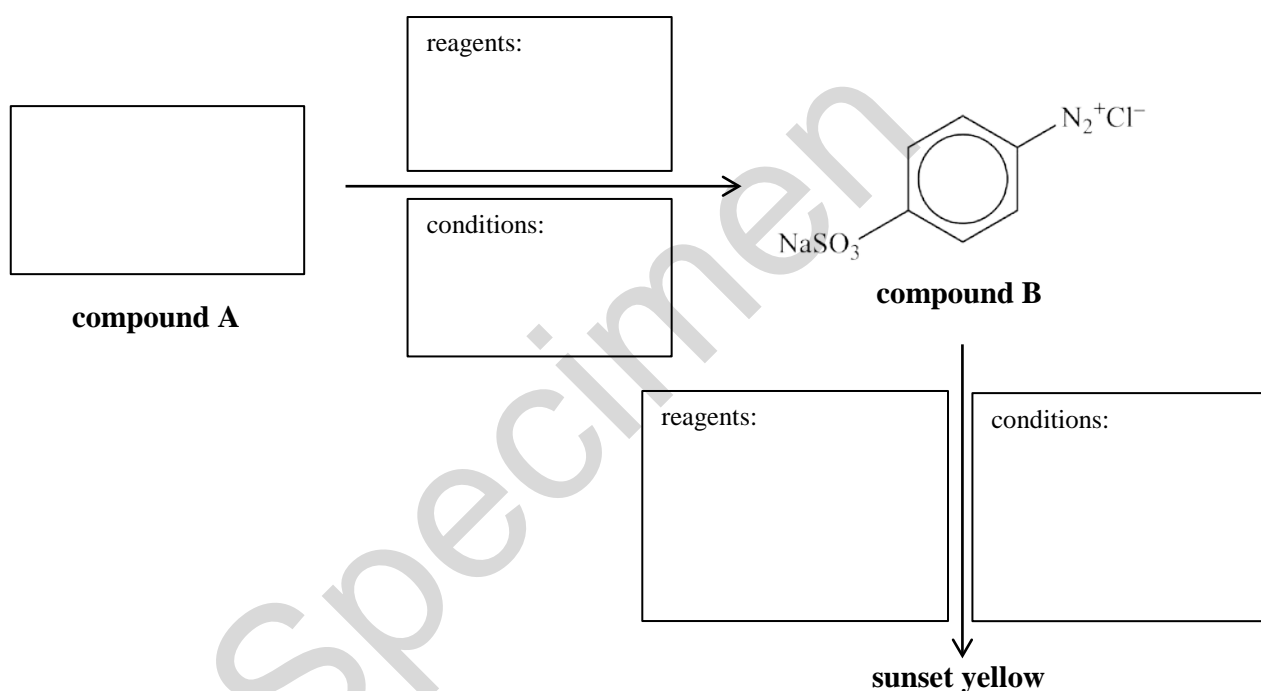 reagents:
conditions:
compound A
N₂⁺Cl⁻
NaSO₃
compound B
reagents:
conditions:
sunset yellow
Specimen